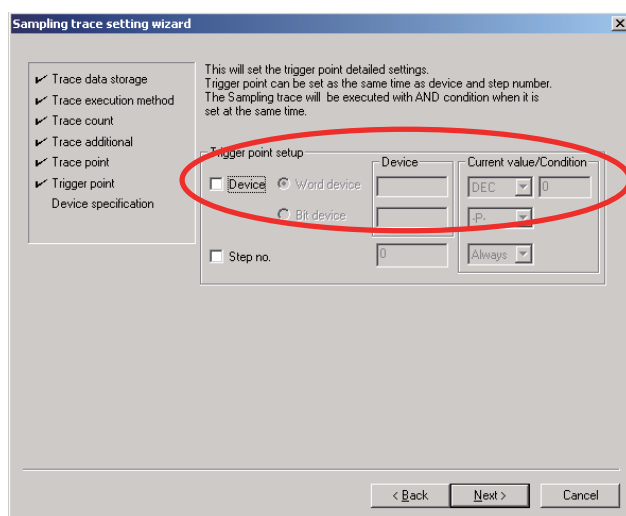 Sampling trace setting wizard
Trace data storage
Trace execution method
Trace count
Trace additional
Trace point
Trigger point
Device specification
This will set the trigger point detailed settings.
Trigger point can be set as the same time as device and step number.
The Sampling trace will be executed with AND condition when it is
set at the same time.
Trigger point setup
Device Current value/Condition
Device Word device DEC 0
Bit device -P-
Step no. 0 Always
< Back Next > Cancel